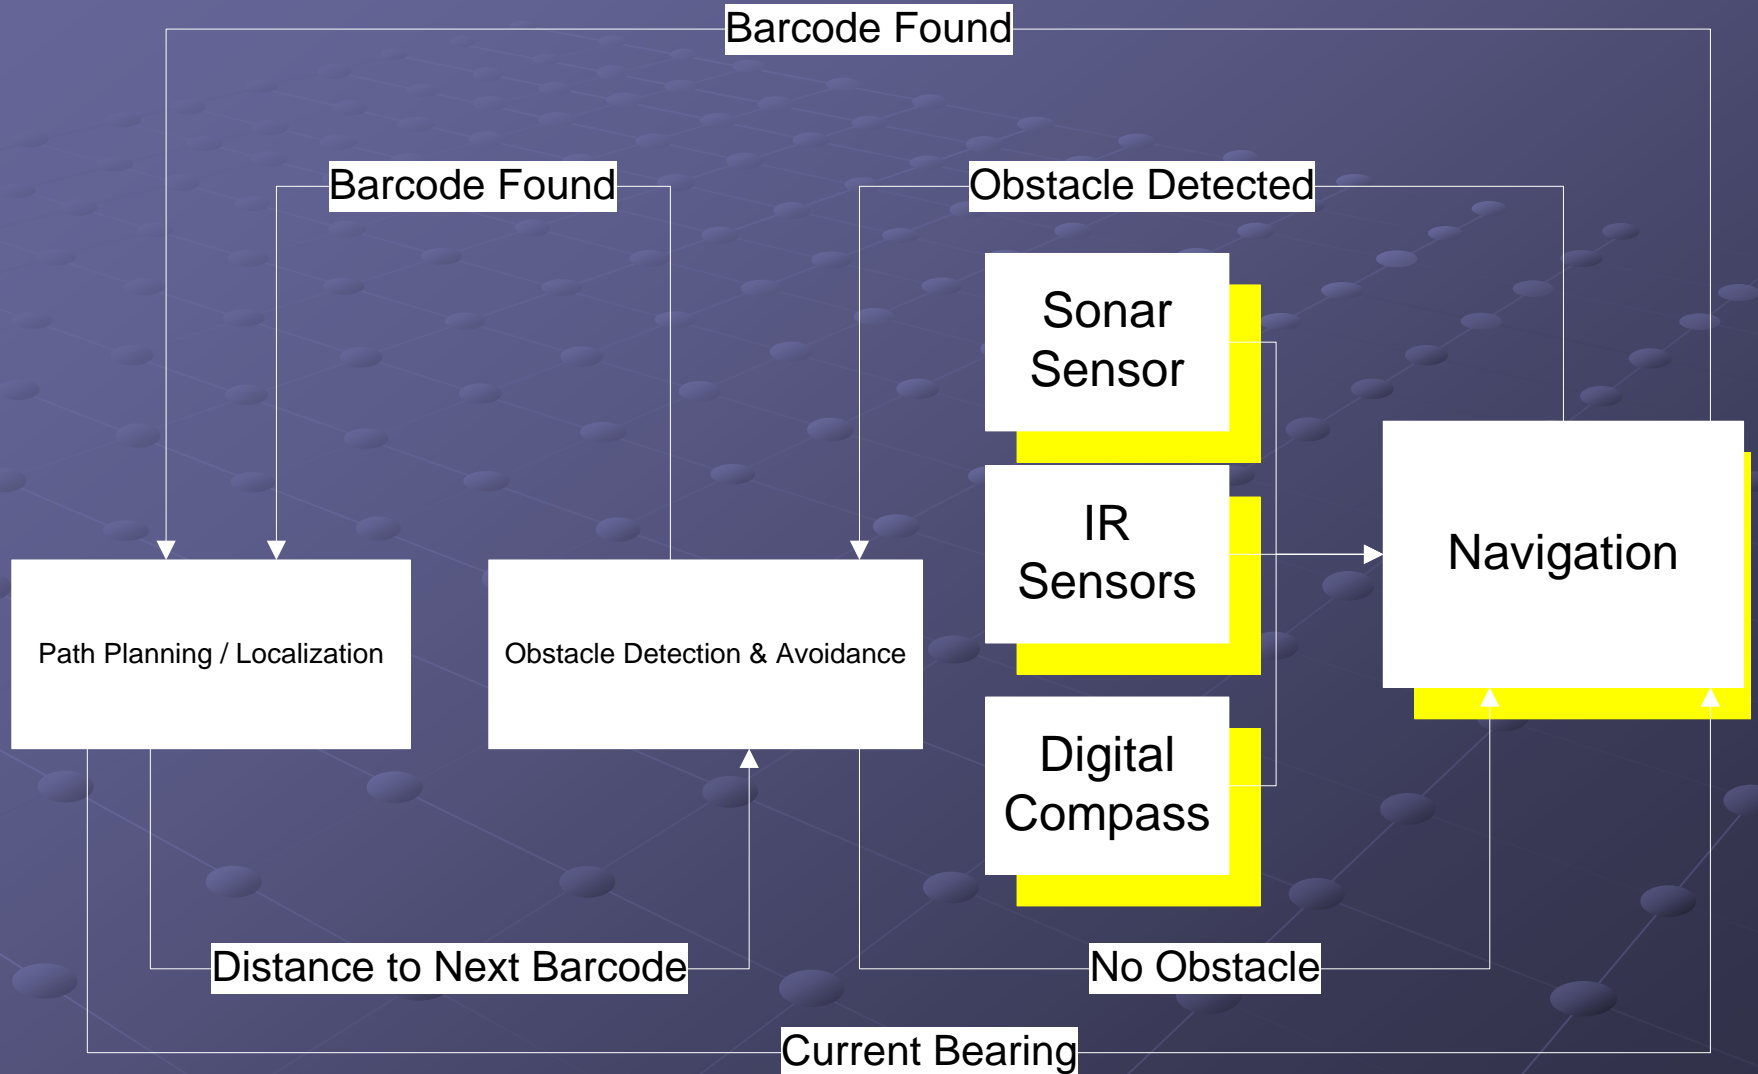 Barcode Found
Barcode Found
Obstacle Detected
Sonar
Sensor
IR
Sensors
Navigation
Path Planning / Localization
Obstacle Detection & Avoidance
Digital
Compass
Distance to Next Barcode
No Obstacle
Current Bearing